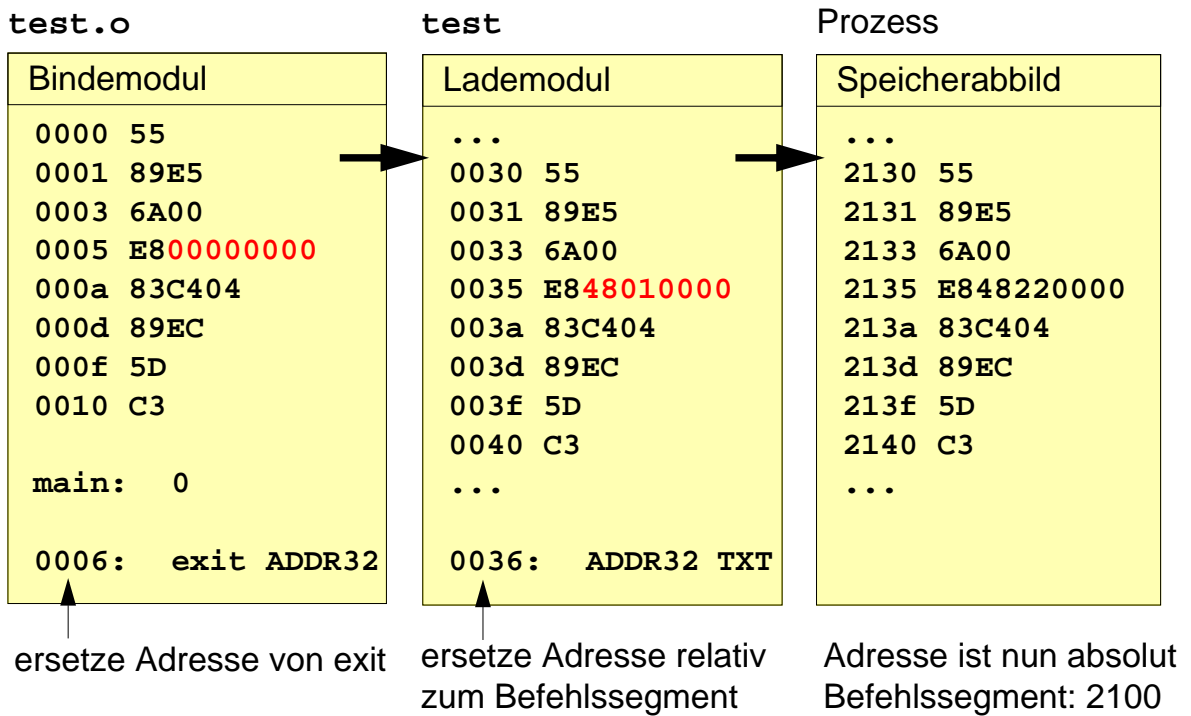 test.o
Bindemodul
0000 55
0001 89E5
0003 6A00
0005 E800000000
000a 83C404
000d 89EC
000f 5D
0010 C3
main: 0
0006: exit ADDR32
ersetze Adresse von exit
test
Lademodul
...
0030 55
0031 89E5
0033 6A00
0035 E848010000
003a 83C404
003d 89EC
003f 5D
0040 C3
...
0036: ADDR32 TXT
ersetze Adresse relativ
zum Befehlssegment
Prozess
Speicherabbild
...
2130 55
2131 89E5
2133 6A00
2135 E848220000
213a 83C404
213d 89EC
213f 5D
2140 C3
...
Adresse ist nun absolut
Befehlssegment: 2100